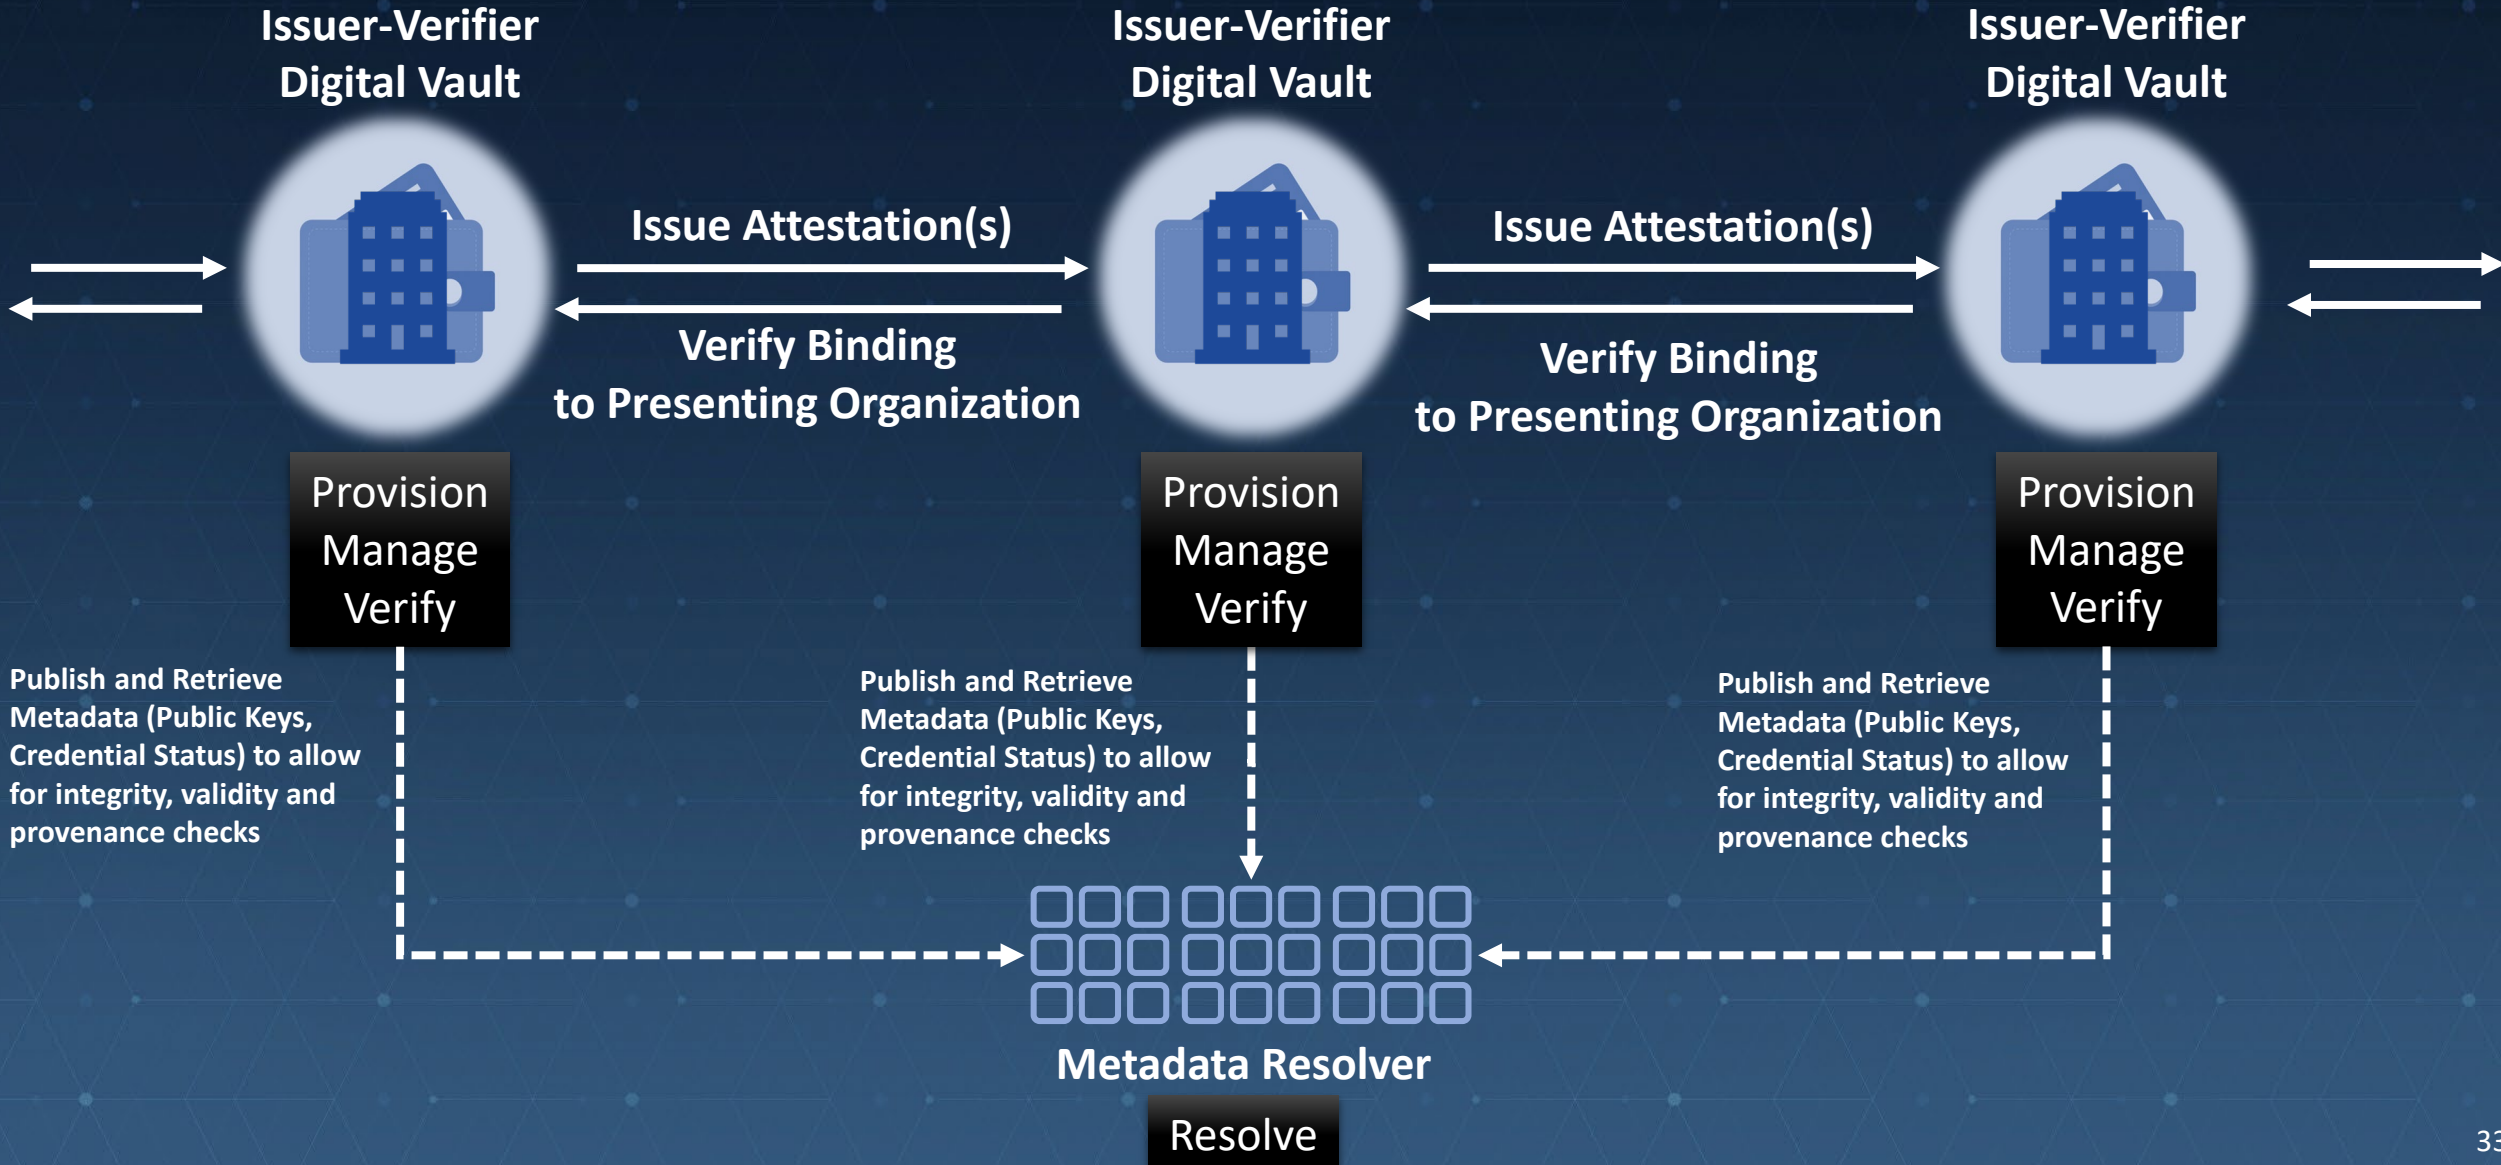 Issuer-Verifier
Digital Vault
Issuer-Verifier
Digital Vault
Issuer-Verifier
Digital Vault
Issue Attestation(s)
Verify Binding
to Presenting Organization
Issue Attestation(s)
Verify Binding
to Presenting Organization
Provision
Manage
Verify
Provision
Manage
Verify
Provision
Manage
Verify
Publish and Retrieve
Metadata (Public Keys,
Credential Status) to allow
for integrity, validity and
provenance checks
Publish and Retrieve
Metadata (Public Keys,
Credential Status) to allow
for integrity, validity and
provenance checks
Publish and Retrieve
Metadata (Public Keys,
Credential Status) to allow
for integrity, validity and
provenance checks
Metadata Resolver
Resolve
33